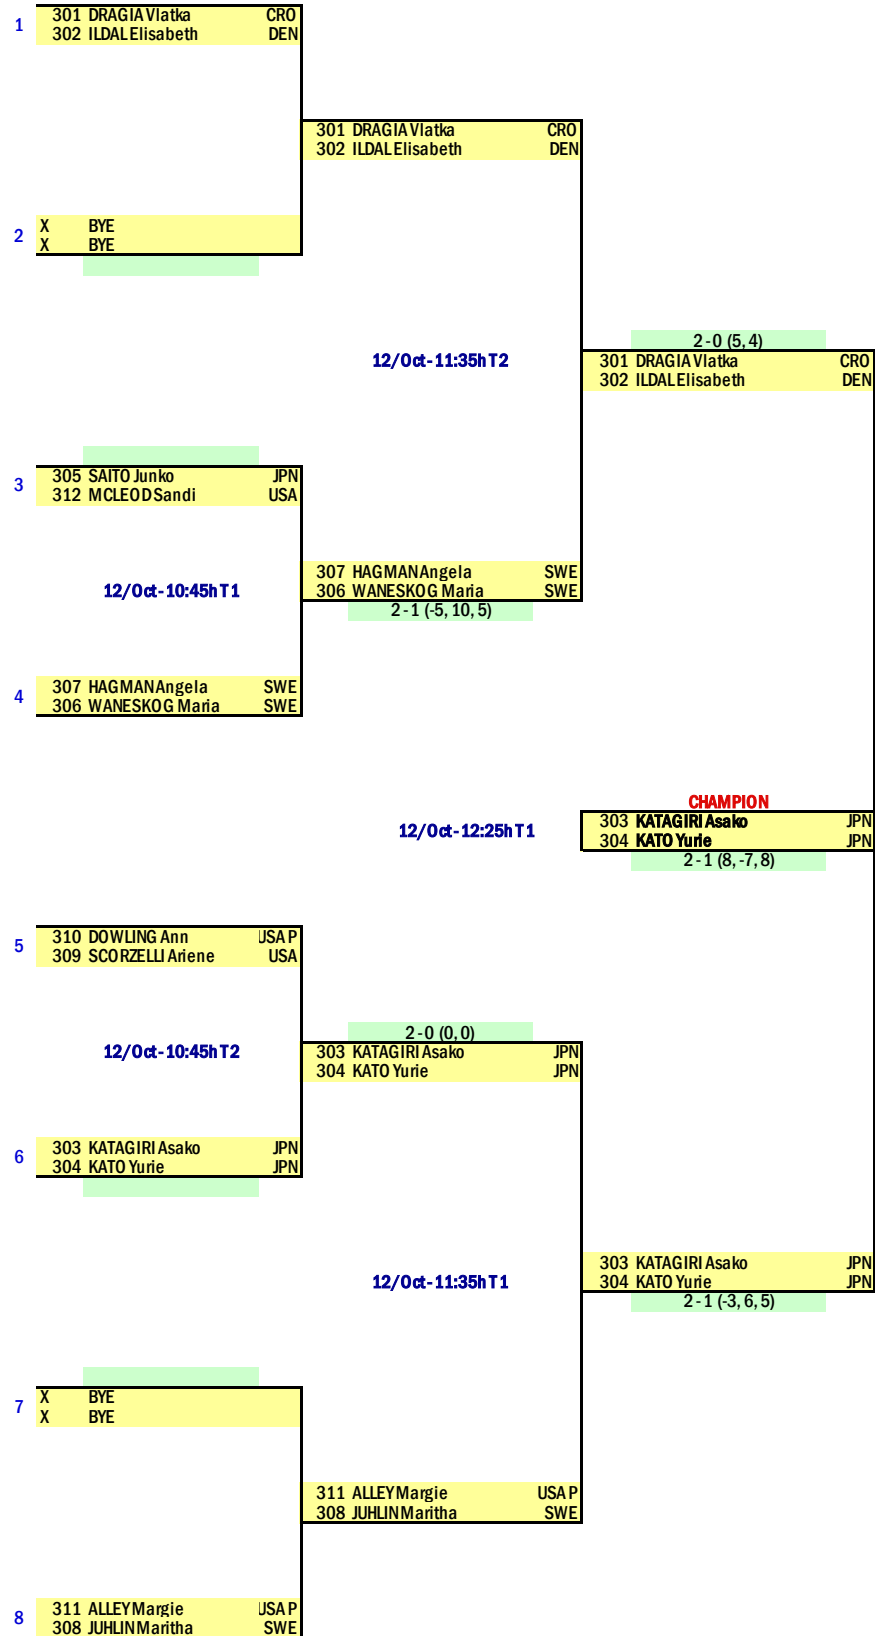 1 301 DRAGIA Vlatka CRO
302 ILDAL Elisabeth DEN
301 DRAGIA Vlatka CRO
302 ILDAL Elisabeth DEN
2 X BYE
X BYE
2 - 0 (5, 4)
12/Oct - 11:35h T2
301 DRAGIA Vlatka CRO
302 ILDAL Elisabeth DEN
3 305 SAITO Junko JPN
312 MCLEOD Sandi USA
12/Oct - 10:45h T1
307 HAGMAN Angela SWE
306 WANESKOG Maria SWE
2 - 1 (-5, 10, 5)
4 307 HAGMAN Angela SWE
306 WANESKOG Maria SWE
CHAMPION
12/Oct - 12:25h T1
303 KATAGIRI Asako JPN
304 KATO Yurie JPN
2 - 1 (8, -7, 8)
5 310 DOWLING Ann USA P
309 SCORZELLI Ariene USA
2 - 0 (0, 0)
12/Oct - 10:45h T2
303 KATAGIRI Asako JPN
304 KATO Yurie JPN
6 303 KATAGIRI Asako JPN
304 KATO Yurie JPN
12/Oct - 11:35h T1
303 KATAGIRI Asako JPN
304 KATO Yurie JPN
2 - 1 (-3, 6, 5)
7 X BYE
X BYE
311 ALLEY Margie USA P
308 JUHLIN Maritha SWE
8 311 ALLEY Margie USA P
308 JUHLIN Maritha SWE